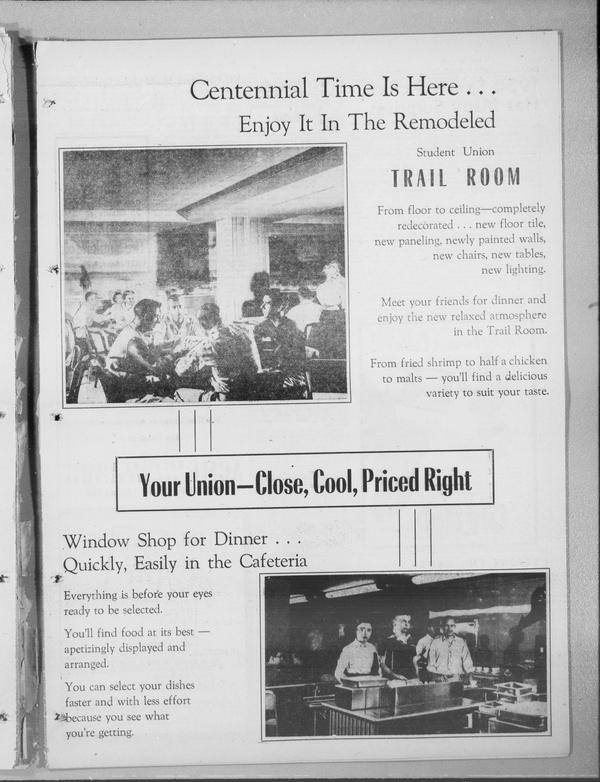 Centennial Time Is Here . . .
Enjoy It In The Remodeled
Student Union
TRAIL ROOM
From floor to ceiling—completely
redecorated . . . new floor tile,
new paneling, newly painted walls,
new chairs, new tables,
new lighting.
Meet your friends for dinner and
enjoy the new relaxed atmosphere
in the Trail Room.
From fried shrimp to half a chicken
to malts — you'll find a delicious
variety to suit your taste.
Your Union—Close, Cool, Priced Right
Window Shop for Dinner . . .
Quickly, Easily in the Cafeteria
Everything is before your eyes
ready to be selected.
You'll find food at its best —
apetizingly displayed and
arranged.
You can select your dishes
faster and with less effort
because you see what
you're getting.